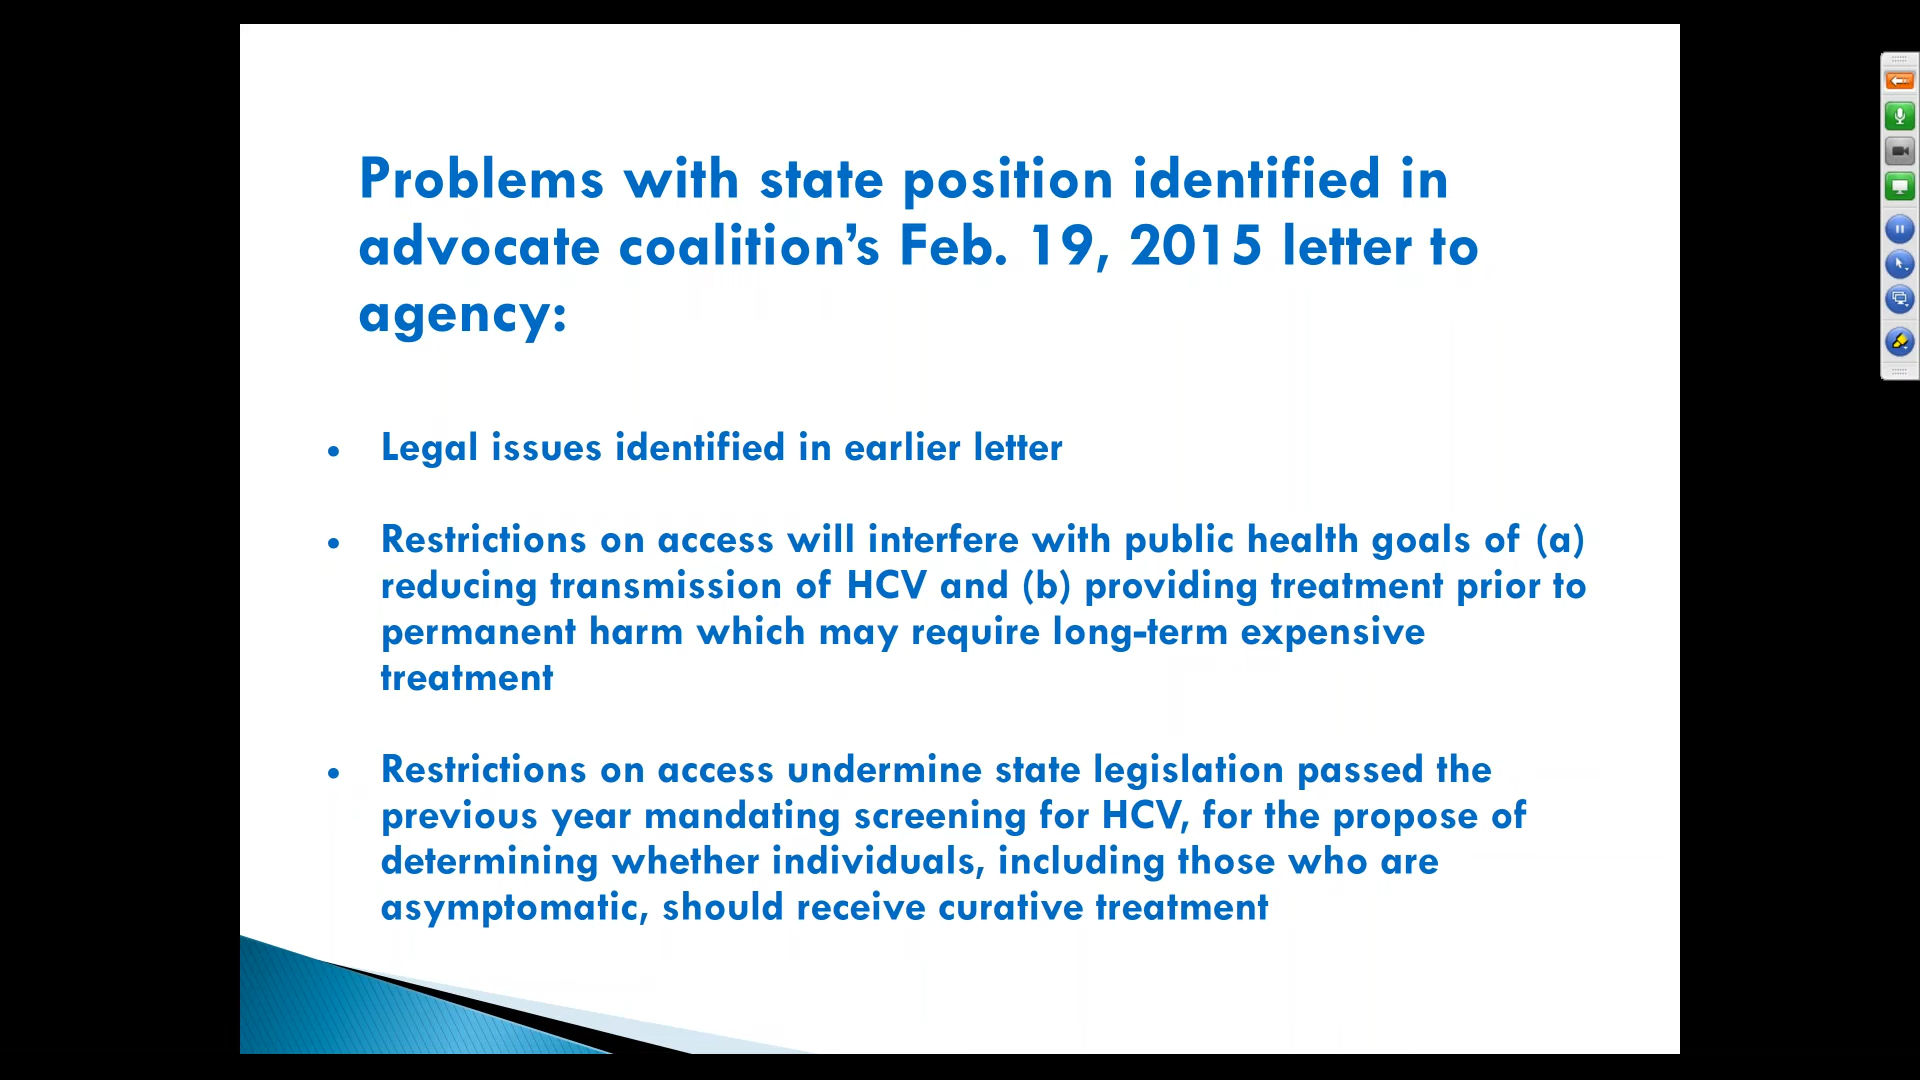 Problems with state position identified in
advocate coalition’s Feb. 19, 2015 letter to
agency:
• Legal issues identified in earlier letter
• Restrictions on access will interfere with public health goals of (a)
reducing transmission of HCV and (b) providing treatment prior to
permanent harm which may require long-term expensive
treatment
• Restrictions on access undermine state legislation passed the
previous year mandating screening for HCV, for the propose of
determining whether individuals, including those who are
asymptomatic, should receive curative treatment